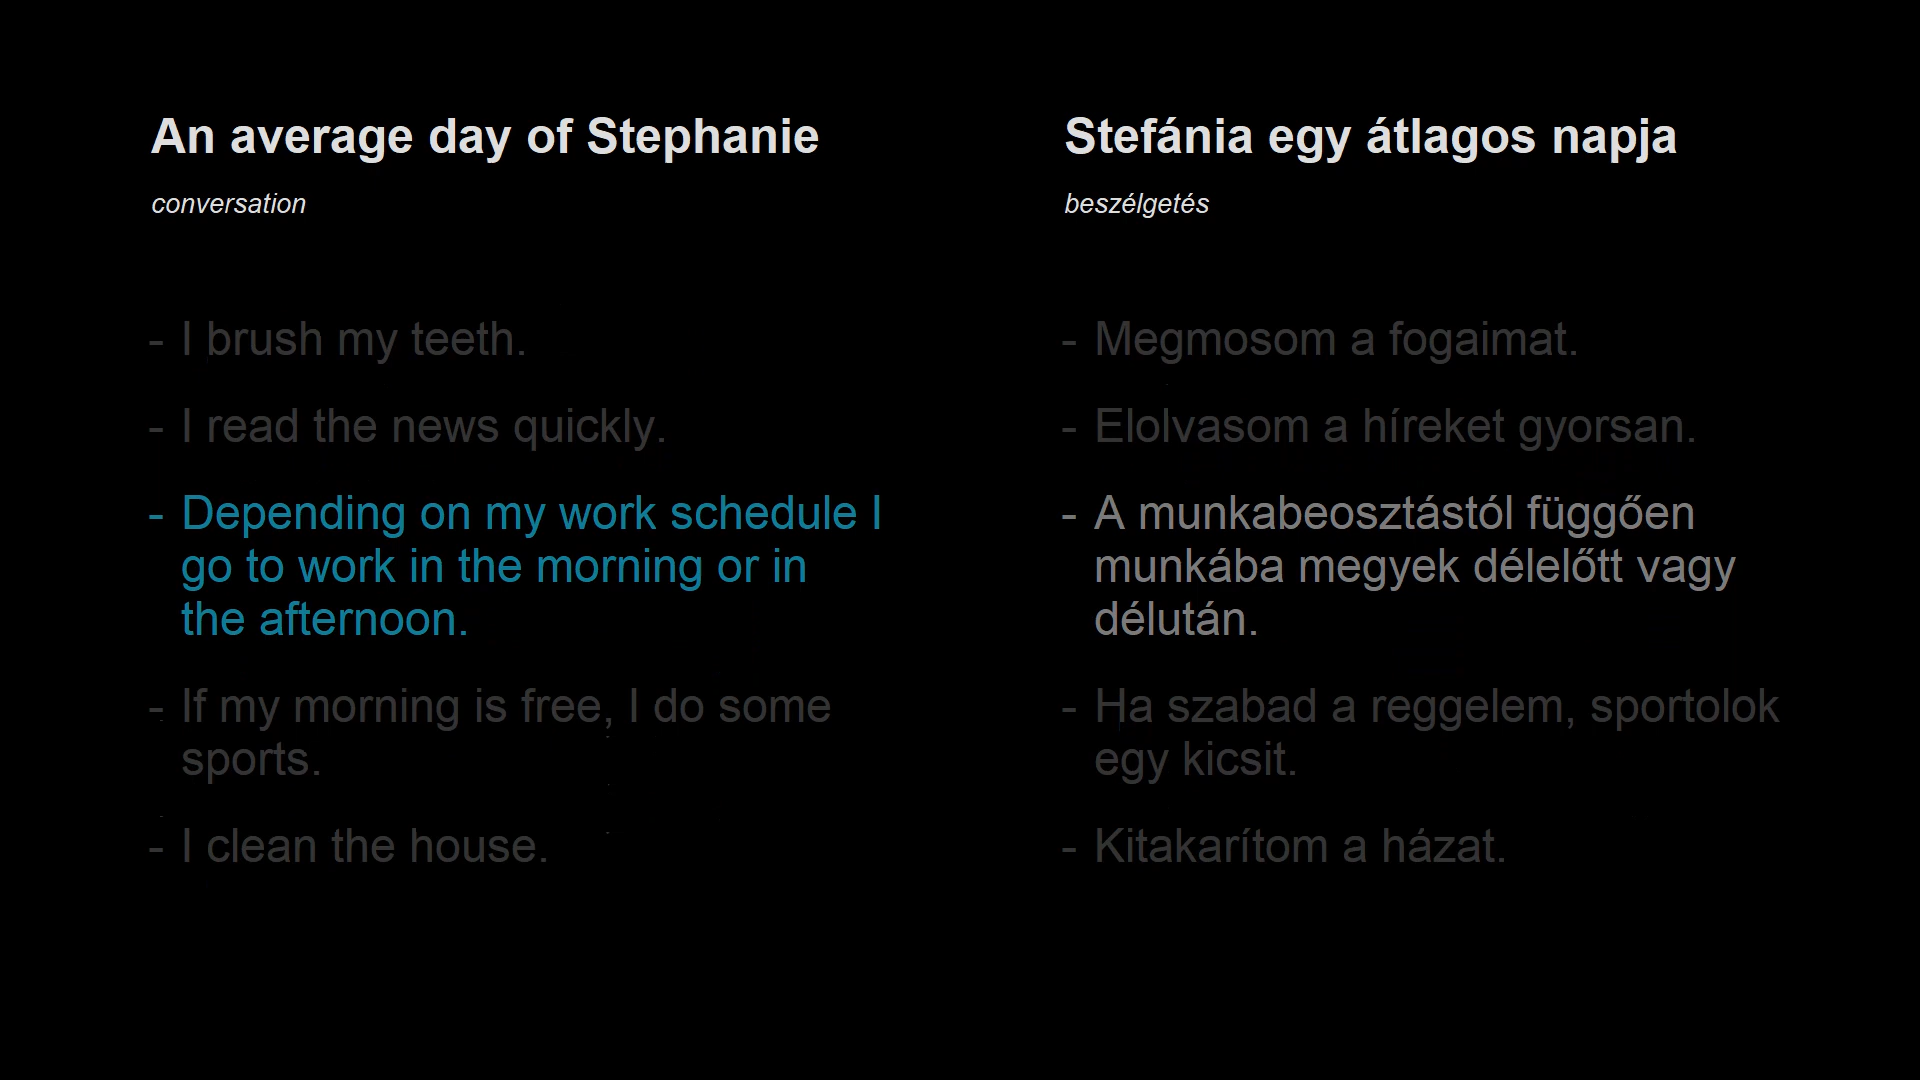 An average day of Stephanie
conversation
- I brush my teeth.
- I read the news quickly.
- Depending on my work schedule I
go to work in the morning or in
the afternoon.
- If my morning is free, I do some
sports.
- I clean the house.
Stefánia egy átlagos napja
beszélgetés
- Megmosom a fogaimat.
- Elolvasom a híreket gyorsan.
- A munkabeosztástól függően
munkába megyek délelőtt vagy
délután.
- Ha szabad a reggelem, sportolok
egy kicsit.
- Kitakarítom a házat.